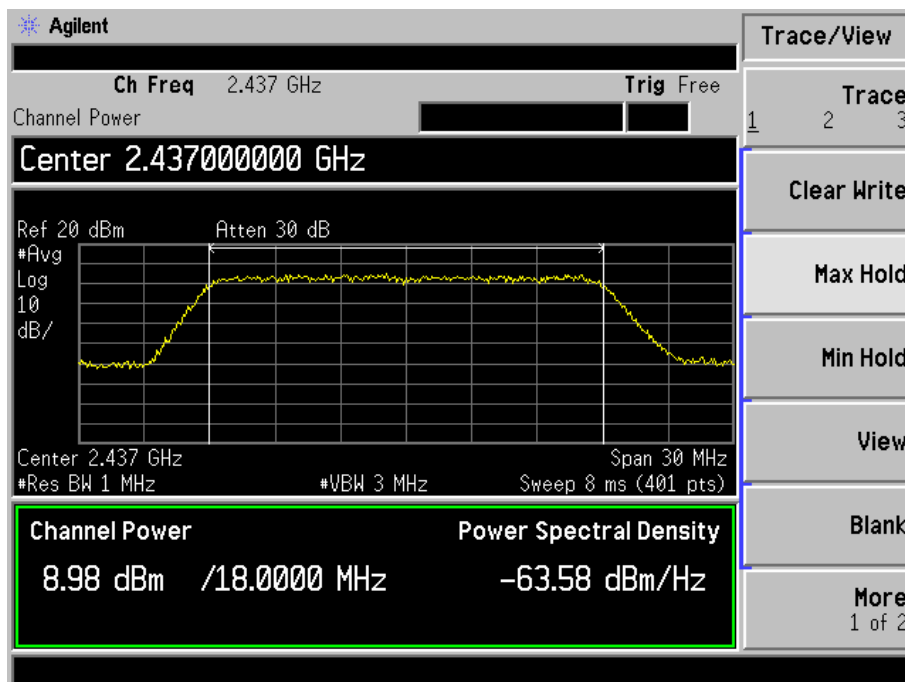 Agilent
Trace/View
Ch Freq 2.437 GHz Trig Free
Channel Power
Trace
1 2 3
Center 2.437000000 GHz
Clear Write
Ref 20 dBm Atten 30 dB
#Avg
Log
10
dB/
Max Hold
Min Hold
Center 2.437 GHz Span 30 MHz
#Res BW 1 MHz #VBW 3 MHz Sweep 8 ms (401 pts)
View
Channel Power Power Spectral Density
8.98 dBm /18.0000 MHz -63.58 dBm/Hz
Blank
More
1 of 2